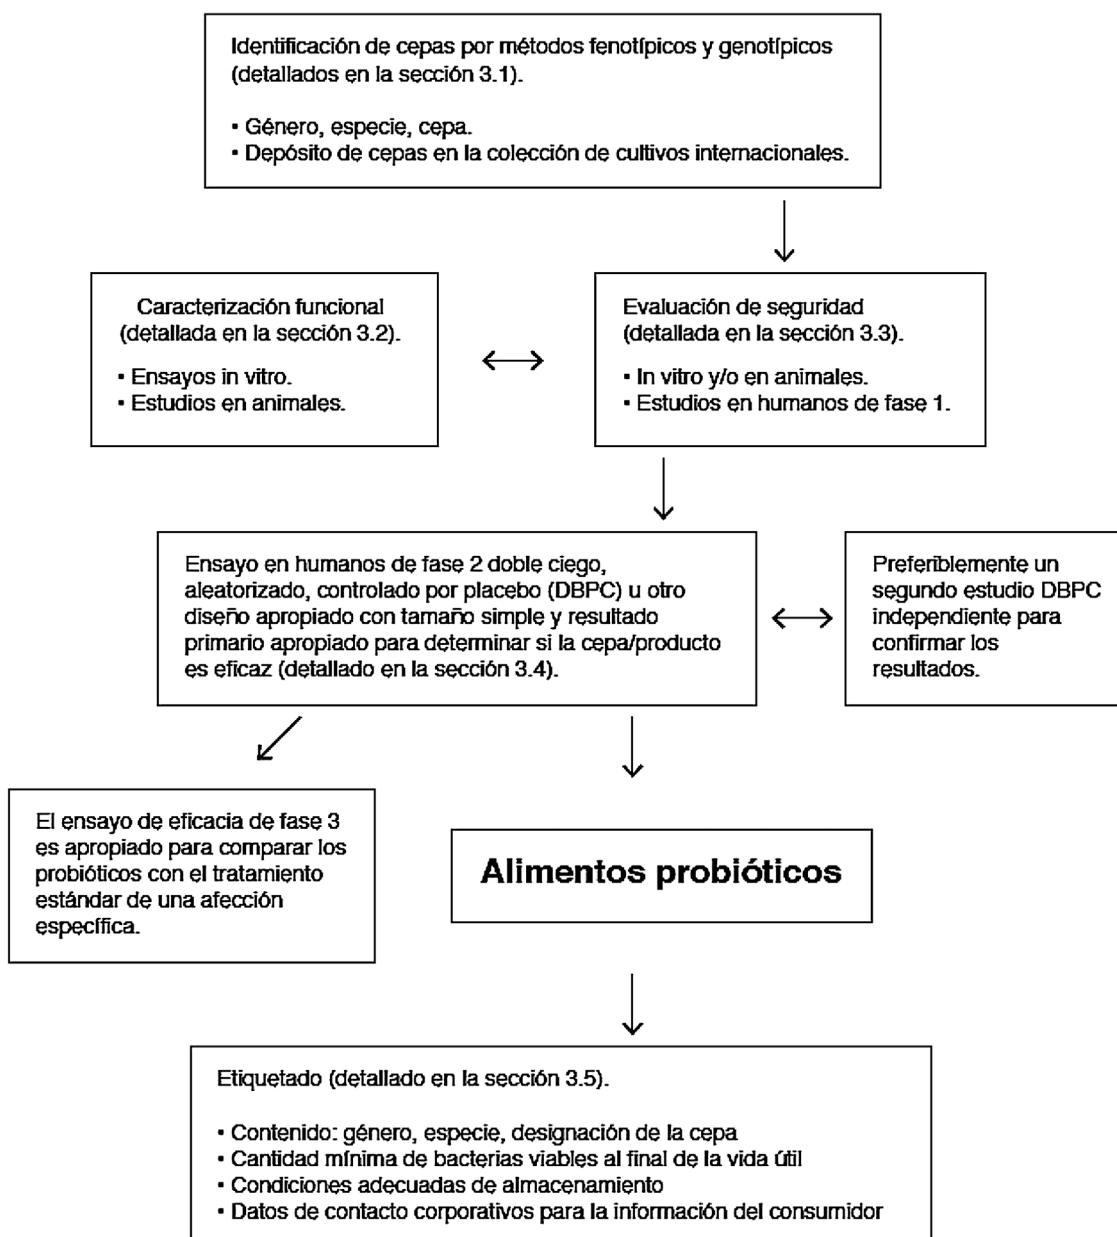 Identificación de cepas por métodos fenotípicos y genotípicos
(detallados en la sección 3.1).
▪ Género, especie, cepa.
▪ Depósito de cepas en la colección de cultivos internacionales.
Caracterización funcional
(detallada en la sección 3.2).
▪ Ensayos in vitro.
▪ Estudios en animales.
Evaluación de seguridad
(detallada en la sección 3.3).
▪ In vitro y/o en animales.
▪ Estudios en humanos de fase 1.
Ensayo en humanos de fase 2 doble ciego,
aleatorizado, controlado por placebo (DBPC) u otro
diseño apropiado con tamaño simple y resultado
primario apropiado para determinar si la cepa/producto
es eficaz (detallado en la sección 3.4).
Preferiblemente un
segundo estudio DBPC
independiente para
confirmar los
resultados.
El ensayo de eficacia de fase 3
es apropiado para comparar los
probióticos con el tratamiento
estándar de una afección
específica.
Alimentos probióticos
Etiquetado (detallado en la sección 3.5).
▪ Contenido: género, especie, designación de la cepa
▪ Cantidad mínima de bacterias viables al final de la vida útil
▪ Condiciones adecuadas de almacenamiento
▪ Datos de contacto corporativos para la información del consumidor